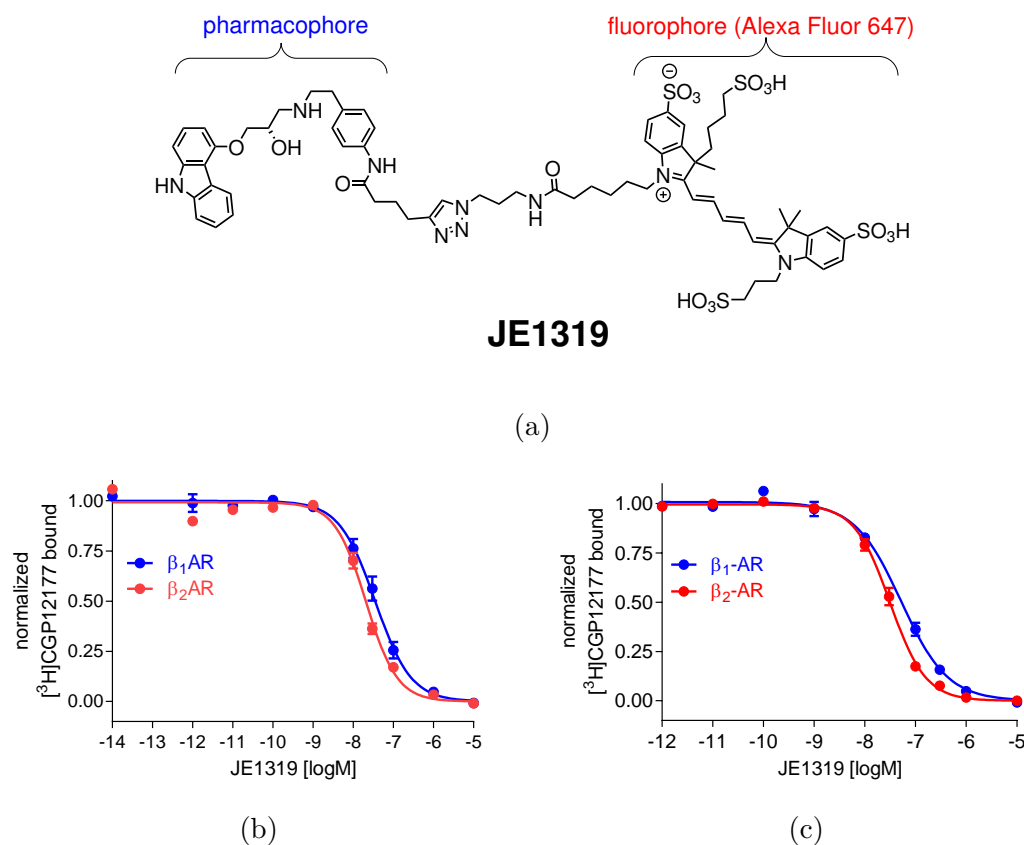 pharmacophore
fluorophore (Alexa Fluor 647)
⊖
SO₃
SO₃H
NH
O
OH
HN
NH
O
N
N
N
N
H
O
N
⊕
SO₃H
N
HO₃S
JE1319
(a)
normalized
[³H]CGP12177 bound
1.00
0.75
0.50
0.25
0.00
β₁AR
β₂AR
-14 -13 -12 -11 -10 -9 -8 -7 -6 -5
JE1319 [logM]
(b)
normalized
[³H]CGP12177 bound
1.00
0.75
0.50
0.25
0.00
β₁-AR
β₂-AR
-12 -11 -10 -9 -8 -7 -6 -5
JE1319 [logM]
(c)